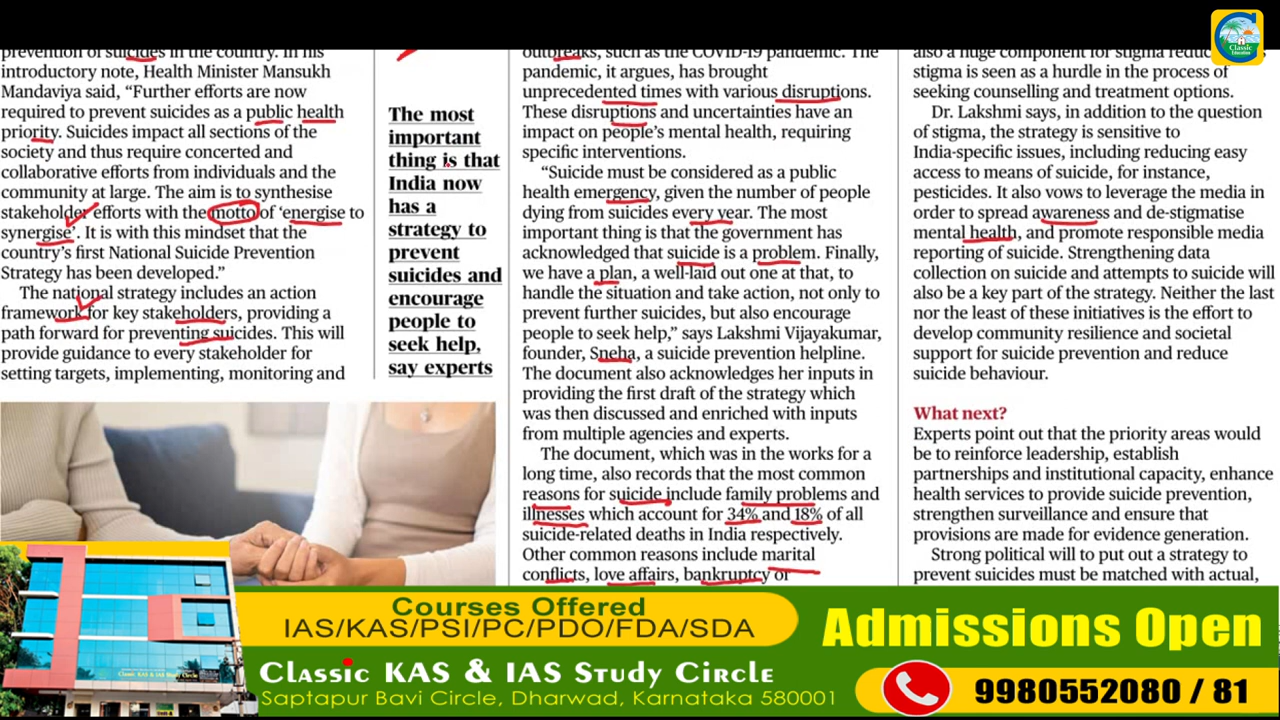 Classic
Education
prevention of suicides in the country. In his
introductory note, Health Minister Mansukh
Mandaviya said, “Further efforts are now
required to prevent suicides as a public health
priority. Suicides impact all sections of the
society and thus require concerted and
collaborative efforts from individuals and the
community at large. The aim is to synthesise
stakeholder efforts with the motto of ‘energise to
synergise’. It is with this mindset that the
country’s first National Suicide Prevention
Strategy has been developed.”
The national strategy includes an action
framework for key stakeholders, providing a
path forward for preventing suicides. This will
provide guidance to every stakeholder for
setting targets, implementing, monitoring and
The most
important
thing is that
India now
has a
strategy to
prevent
suicides and
encourage
people to
seek help,
say experts
outbreaks, such as the COVID-19 pandemic. The
pandemic, it argues, has brought
unprecedented times with various disruptions.
These disruptions and uncertainties have an
impact on people’s mental health, requiring
specific interventions.
“Suicide must be considered as a public
health emergency, given the number of people
dying from suicides every year. The most
important thing is that the government has
acknowledged that suicide is a problem. Finally,
we have a plan, a well-laid out one at that, to
handle the situation and take action, not only to
prevent further suicides, but also encourage
people to seek help,” says Lakshmi Vijayakumar,
founder, Sneha, a suicide prevention helpline.
The document also acknowledges her inputs in
providing the first draft of the strategy which
was then discussed and enriched with inputs
from multiple agencies and experts.
The document, which was in the works for a
long time, also records that the most common
reasons for suicide include family problems and
illnesses which account for 34% and 18% of all
suicide-related deaths in India respectively.
Other common reasons include marital
conflicts, love affairs, bankruptcy or
also a huge component for stigma
stigma is seen as a hurdle in the process of
seeking counselling and treatment options.
Dr. Lakshmi says, in addition to the question
of stigma, the strategy is sensitive to
India-specific issues, including reducing easy
access to means of suicide, for instance,
pesticides. It also vows to leverage the media in
order to spread awareness and de-stigmatise
mental health, and promote responsible media
reporting of suicide. Strengthening data
collection on suicide and attempts to suicide will
also be a key part of the strategy. Neither the last
nor the least of these initiatives is the effort to
develop community resilience and societal
support for suicide prevention and reduce
suicide behaviour.
What next?
Experts point out that the priority areas would
be to reinforce leadership, establish
partnerships and institutional capacity, enhance
health services to provide suicide prevention,
strengthen surveillance and ensure that
provisions are made for evidence generation.
Strong political will to put out a strategy to
prevent suicides must be matched with actual,
Courses Offered
IAS/KAS/PSI/PC/PDO/FDA/SDA
Classic KAS & IAS Study Circle
Saptapur Bavi Circle, Dharwad, Karnataka 580001
Admissions Open
9980552080 / 81